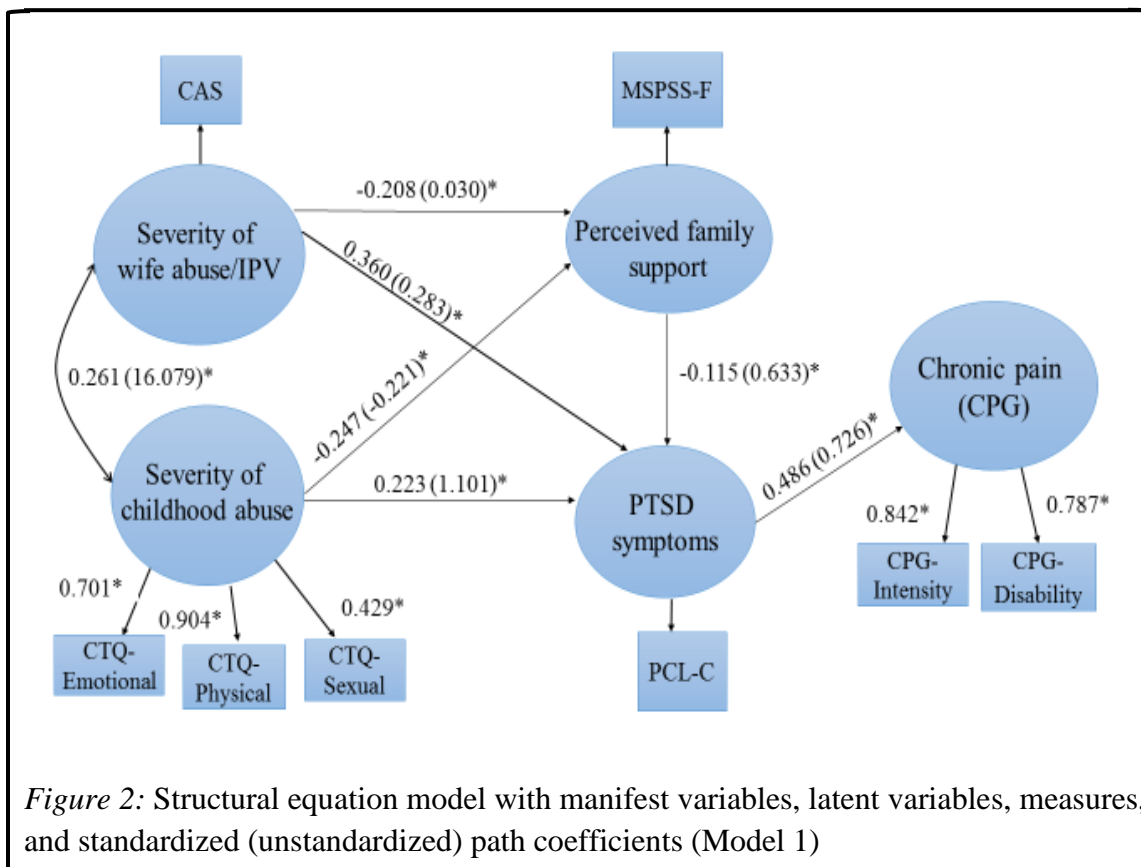 CAS
MSPSS-F
-0.208 (0.030)*
Severity of
wife abuse/IPV
Perceived family
support
0.360 (0.283)*
0.261 (16.079)*
-0.247 (-0.221)*
-0.115 (0.633)*
Chronic pain
(CPG)
Severity of
childhood abuse
0.223 (1.101)*
PTSD
symptoms
0.486 (0.726)*
0.842*
0.787*
CPG-
Intensity
CPG-
Disability
0.701*
0.904*
0.429*
CTQ-
Emotional
CTQ-
Physical
CTQ-
Sexual
PCL-C
Figure 2: Structural equation model with manifest variables, latent variables, measures,
and standardized (unstandardized) path coefficients (Model 1)